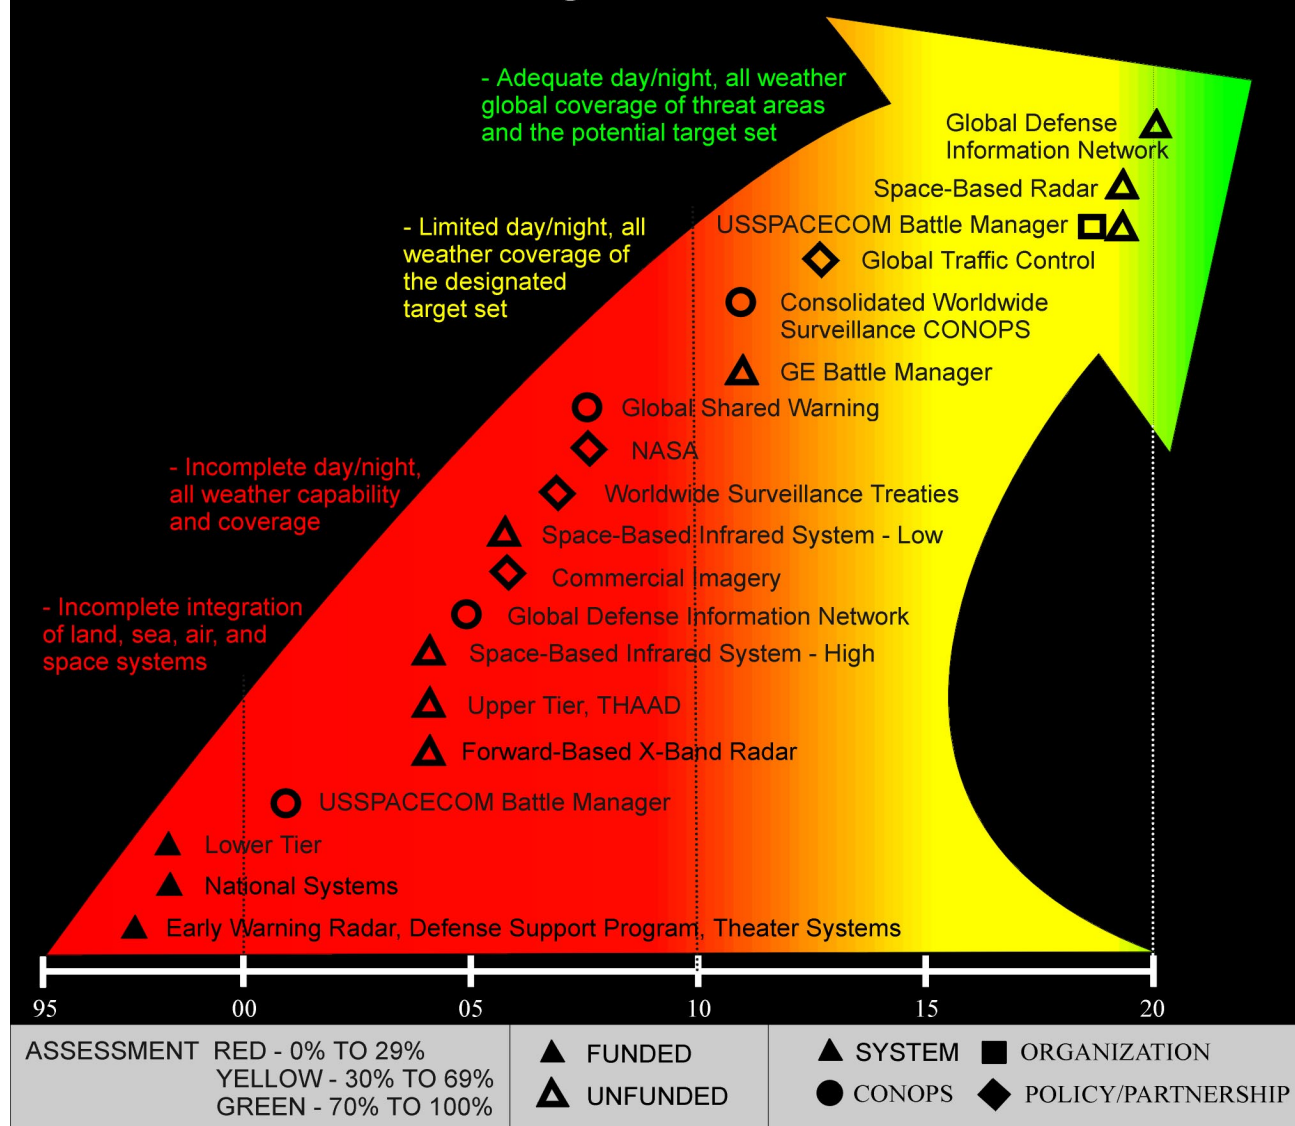 - Adequate day/night, all weather
global coverage of threat areas
and the potential target set
Global Defense
Information Network
Space-Based Radar
- Limited day/night, all
weather coverage of
the designated
target set
USSPACECOM Battle Manager
Global Traffic Control
Consolidated Worldwide
Surveillance CONOPS
GE Battle Manager
Global Shared Warning
- Incomplete day/night,
all weather capability
and coverage
NASA
Worldwide Surveillance Treaties
Space-Based Infrared System - Low
Commercial Imagery
- Incomplete integration
of land, sea, air, and
space systems
Global Defense Information Network
Space-Based Infrared System - High
Upper Tier, THAAD
Forward-Based X-Band Radar
USSPACECOM Battle Manager
Lower Tier
National Systems
Early Warning Radar, Defense Support Program, Theater Systems
95 00 05 10 15 20
ASSESSMENT RED - 0% TO 29%
YELLOW - 30% TO 69%
GREEN - 70% TO 100%
FUNDED
UNFUNDED
SYSTEM ORGANIZATION
CONOPS POLICY/PARTNERSHIP